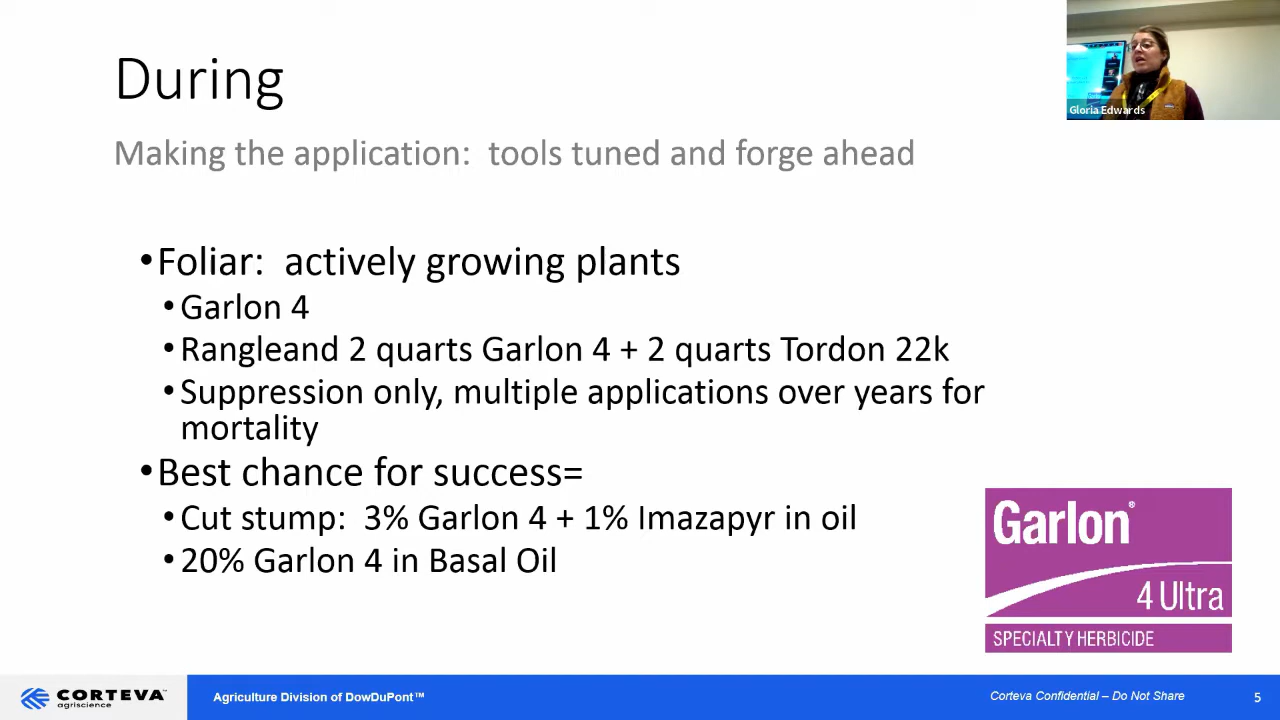 During
Making the application: tools tuned and forge ahead
•Foliar: actively growing plants
•Garlon 4
•Rangleand 2 quarts Garlon 4 + 2 quarts Tordon 22k
•Suppression only, multiple applications over years for
mortality
•Best chance for success=
•Cut stump: 3% Garlon 4 + 1% Imazapyr in oil
•20% Garlon 4 in Basal Oil
Gloria Edwards
Garlon®
4 Ultra
SPECIALTY HERBICIDE
CORTEVA™
agriscience
Agriculture Division of DowDuPont™
Corteva Confidential – Do Not Share
5